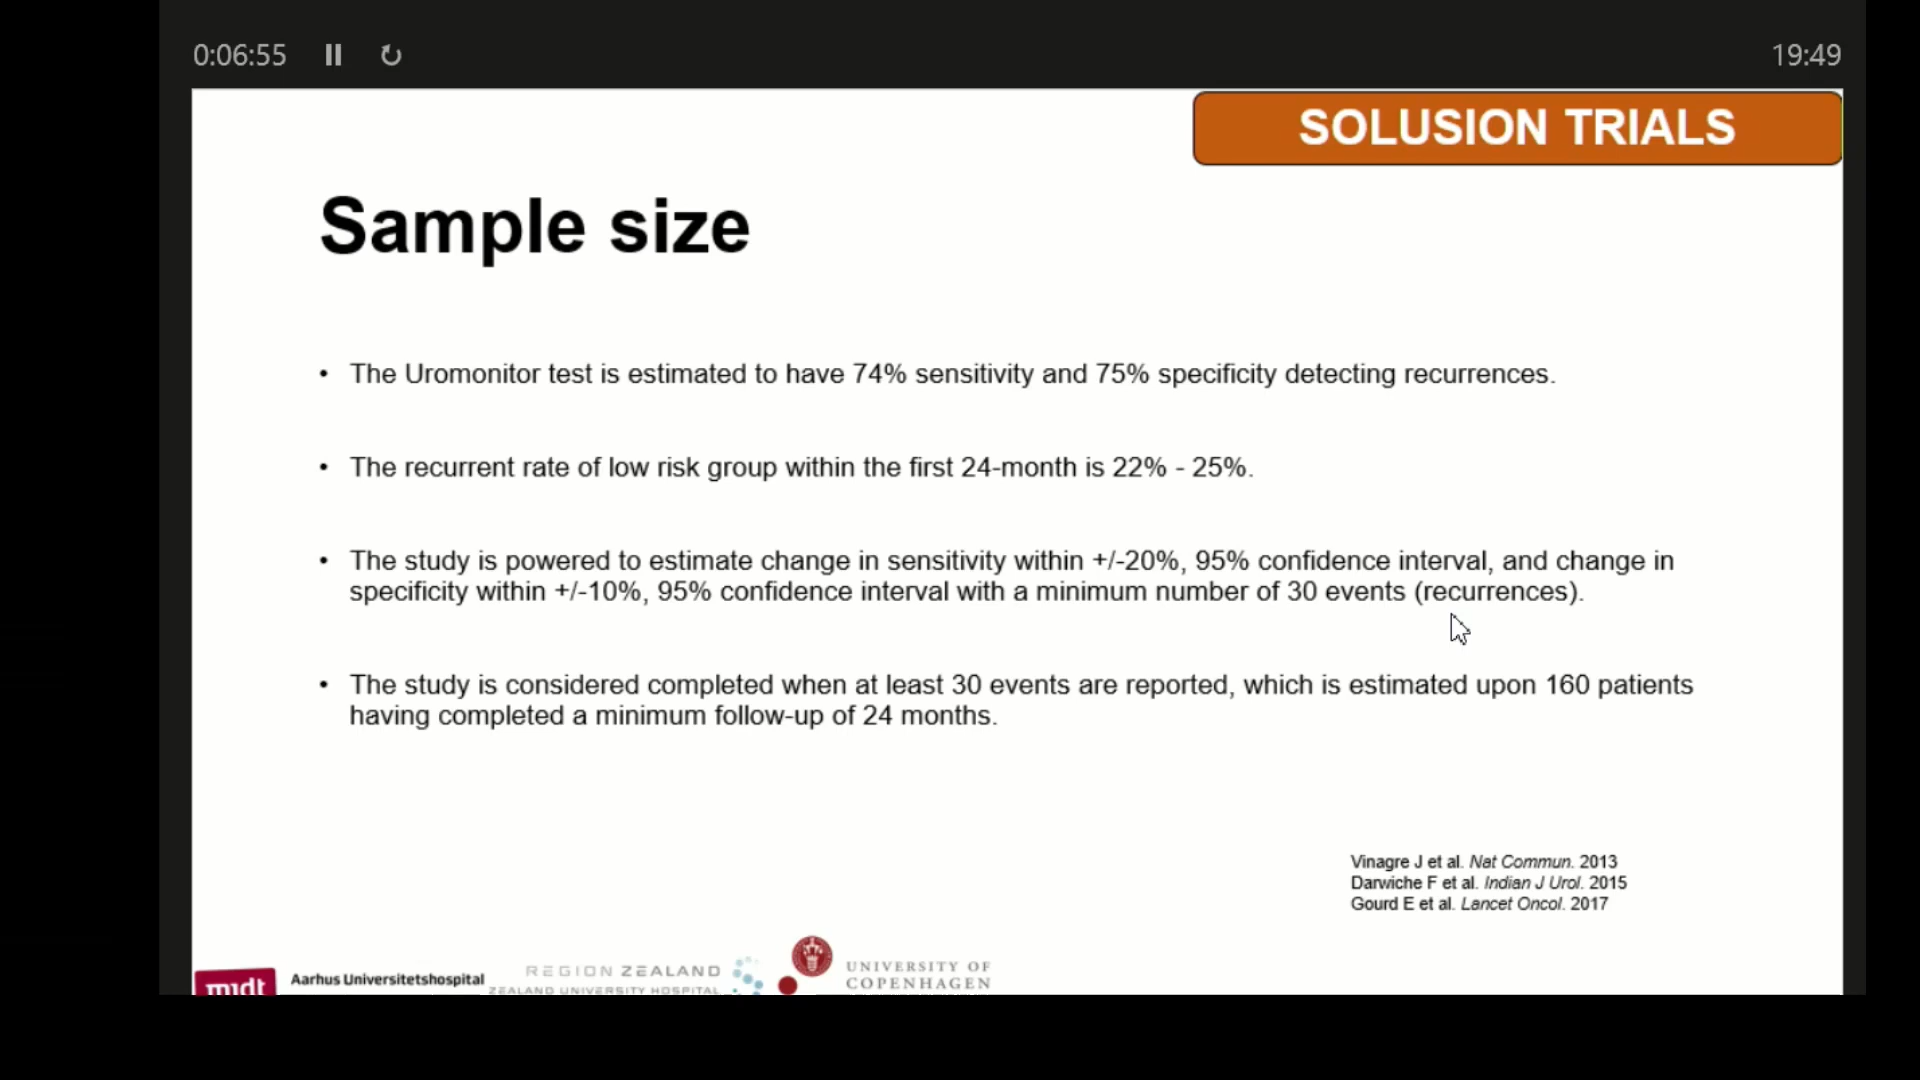 0:06:55
19:49
SOLUSION TRIALS
Sample size
• The Uromonitor test is estimated to have 74% sensitivity and 75% specificity detecting recurrences.
• The recurrent rate of low risk group within the first 24-month is 22% - 25%.
• The study is powered to estimate change in sensitivity within +/-20%, 95% confidence interval, and change in
specificity within +/-10%, 95% confidence interval with a minimum number of 30 events (recurrences).
• The study is considered completed when at least 30 events are reported, which is estimated upon 160 patients
having completed a minimum follow-up of 24 months.
Vinagre J et al. Nat Commun. 2013
Darwiche F et al. Indian J Urol. 2015
Gourd E et al. Lancet Oncol. 2017
midt
Aarhus Universitetshospital
REGION ZEALAND
ZEALAND UNIVERSITY HOSPITAL
UNIVERSITY OF
COPENHAGEN